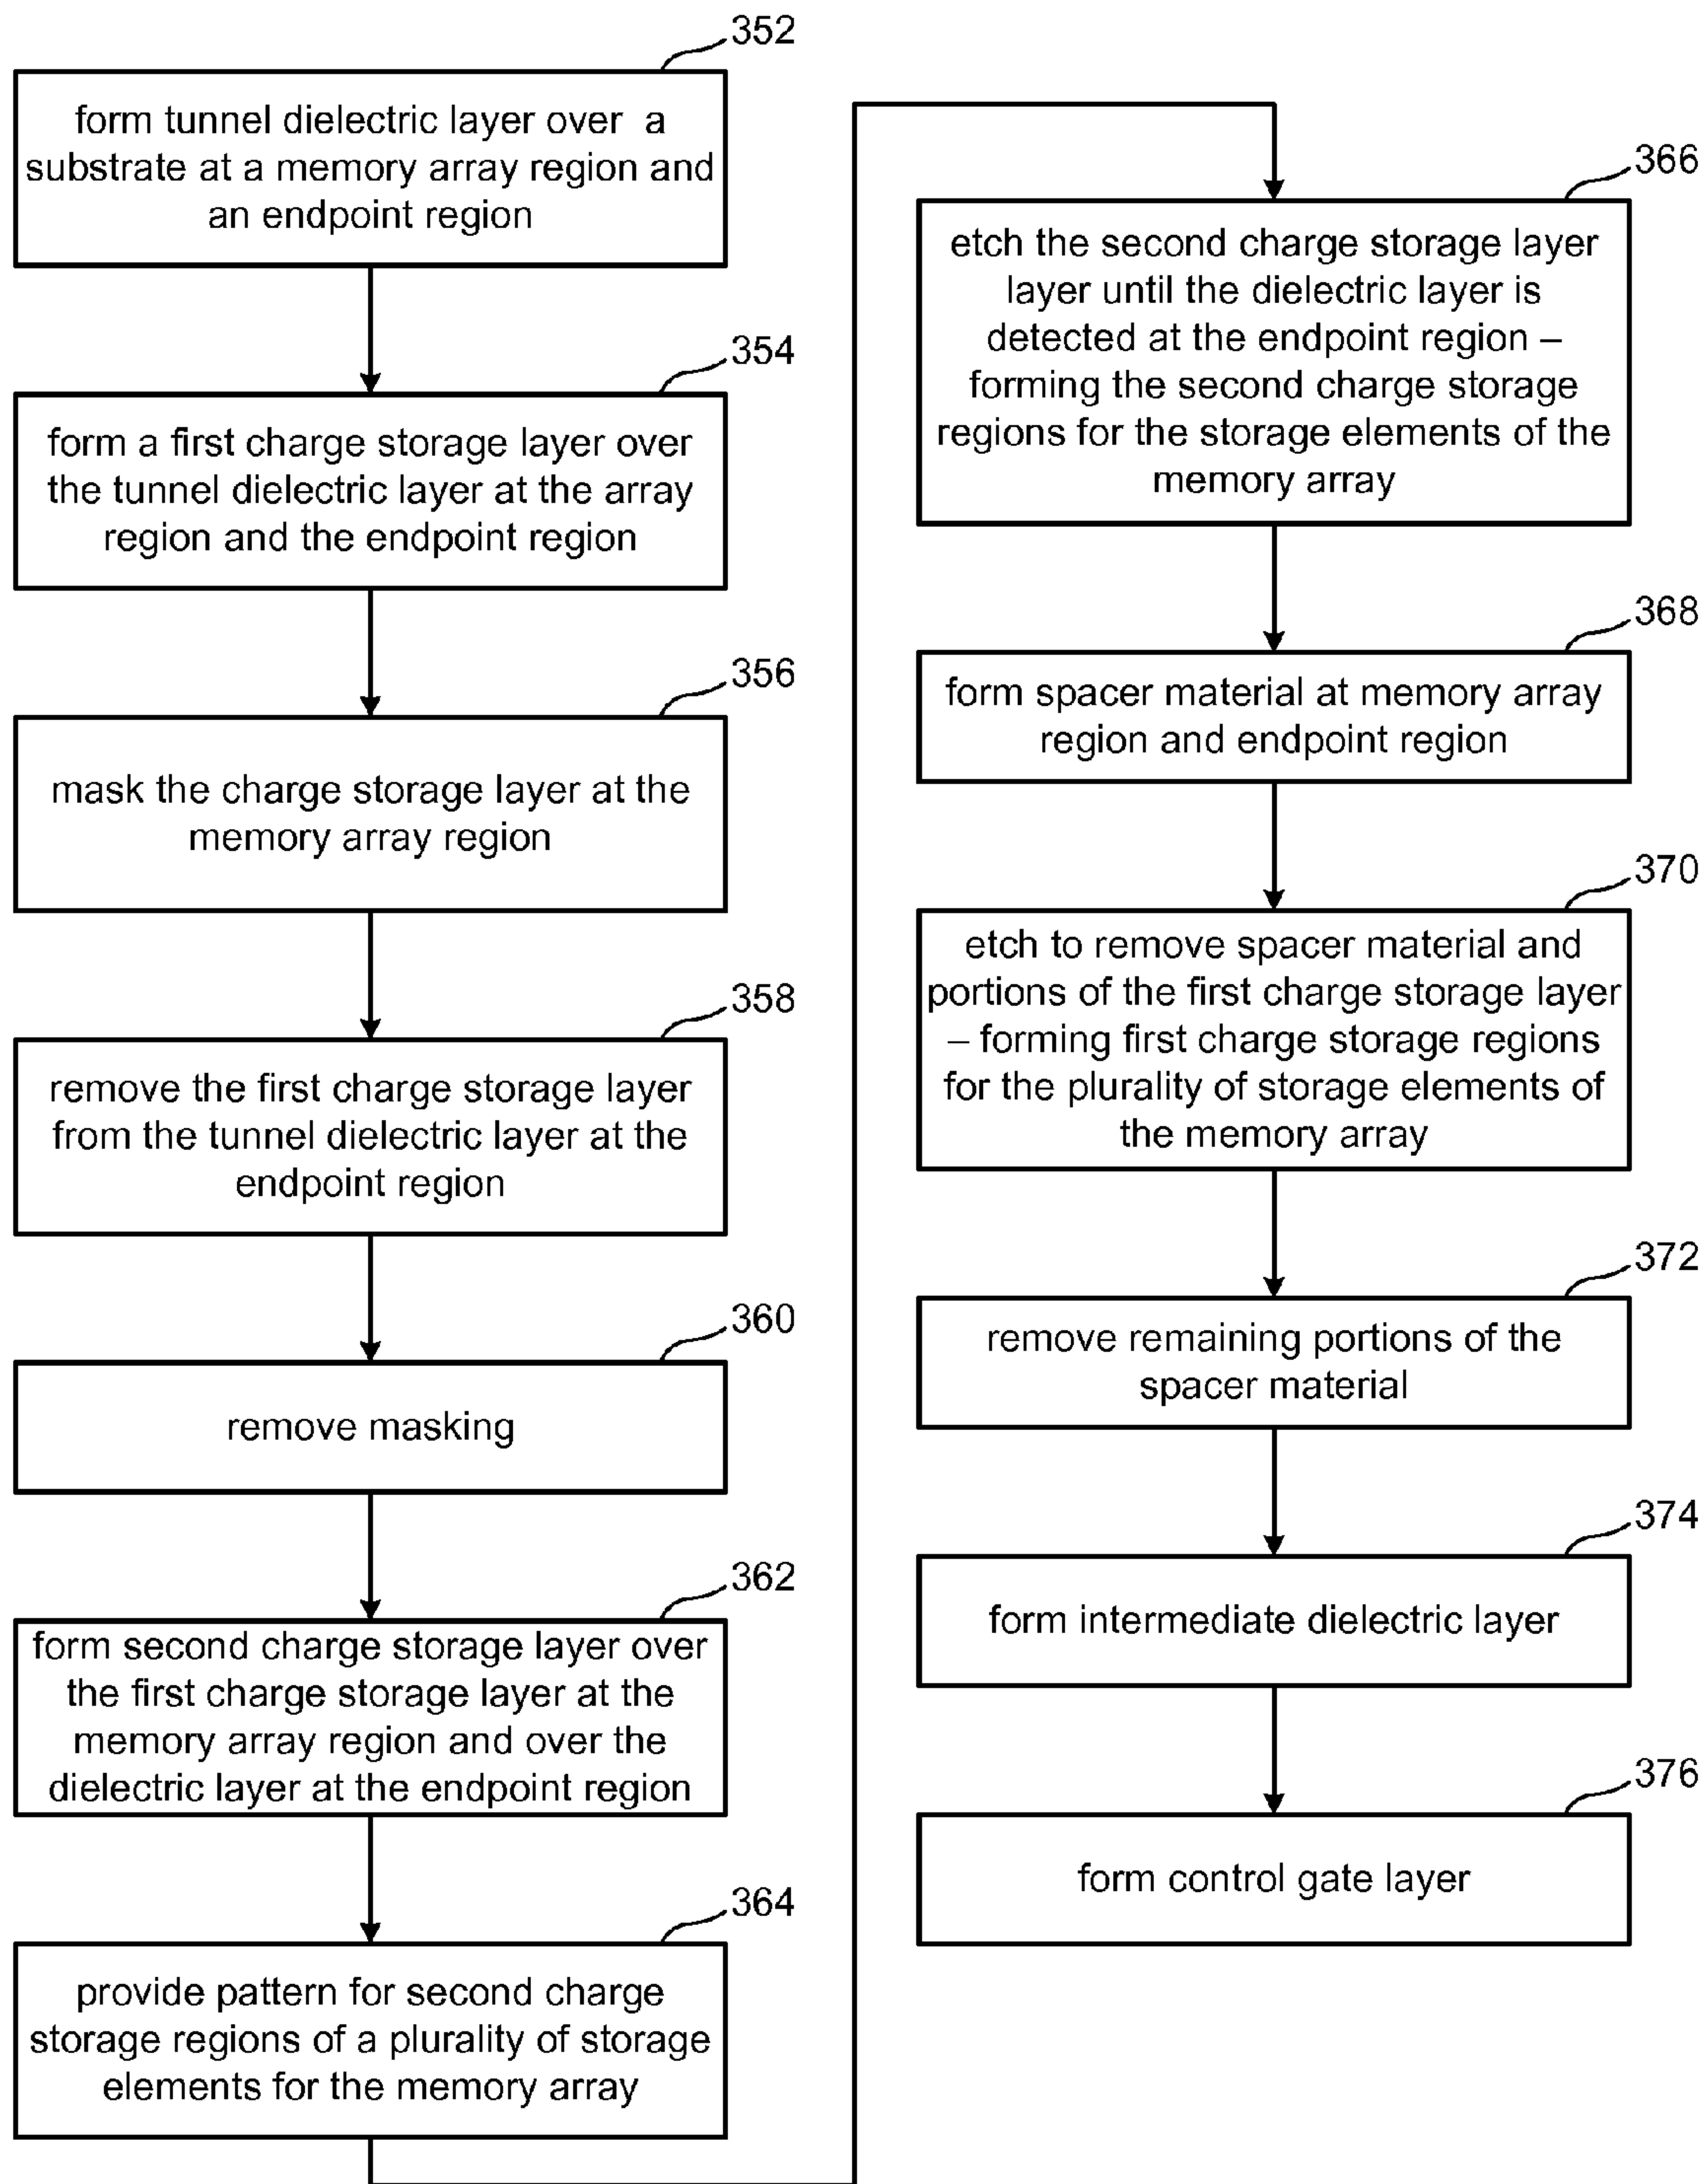 352
form tunnel dielectric layer over a
substrate at a memory array region and
an endpoint region
354
form a first charge storage layer over
the tunnel dielectric layer at the array
region and the endpoint region
356
mask the charge storage layer at the
memory array region
358
remove the first charge storage layer
from the tunnel dielectric layer at the
endpoint region
360
remove masking
362
form second charge storage layer over
the first charge storage layer at the
memory array region and over the
dielectric layer at the endpoint region
364
provide pattern for second charge
storage regions of a plurality of storage
elements for the memory array
366
etch the second charge storage layer
layer until the dielectric layer is
detected at the endpoint region –
forming the second charge storage
regions for the storage elements of the
memory array
368
form spacer material at memory array
region and endpoint region
370
etch to remove spacer material and
portions of the first charge storage layer
– forming first charge storage regions
for the plurality of storage elements of
the memory array
372
remove remaining portions of the
spacer material
374
form intermediate dielectric layer
376
form control gate layer